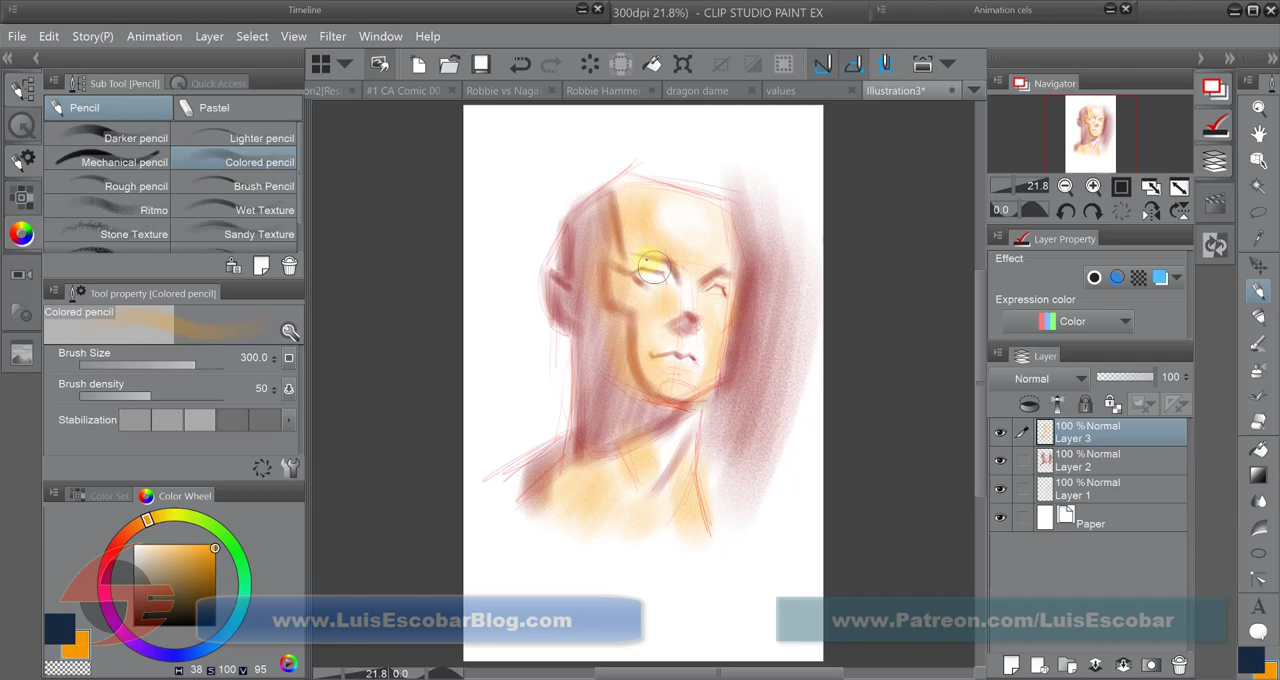 Timeline
300dpi 21.8%) - CLIP STUDIO PAINT EX
Animation cels
File Edit Story(P) Animation Layer Select View Filter Window Help
Sub Tool [Pencil] Quick Access
on2[Res: #1 CA Comic 00 Robbie vs Naga Robbie Hammer dragon dame values Illustration3*
Navigator
Pencil Pastel
Darker pencil Lighter pencil
Mechanical pencil Colored pencil
Rough pencil Brush Pencil
Ritmo Wet Texture
Stone Texture Sandy Texture
21.8
0.0
Tool property [Colored pencil]
Colored pencil
Brush Size 300.0
Brush density 50
Stabilization
Layer Property
Effect
Expression color
Color
Layer
Normal 100
100 %Normal
Layer 3
100 %Normal
Layer 2
100 %Normal
Layer 1
Paper
Color Set Color Wheel
www.LuisEscobarBlog.com
www.Patreon.com/LuisEscobar
H 38 S 100 V 95
21.8 0.0